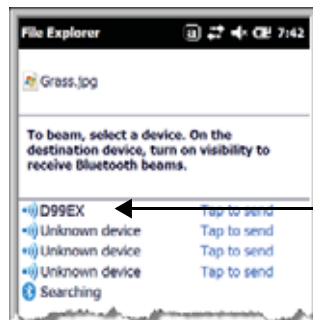 File Explorer 7:42
Grass.jpg
To beam, select a device. On the
destination device, turn on visibility to
receive Bluetooth beams.
D99EX Tap to send
Unknown device Tap to send
Unknown device Tap to send
Unknown device Tap to send
Searching